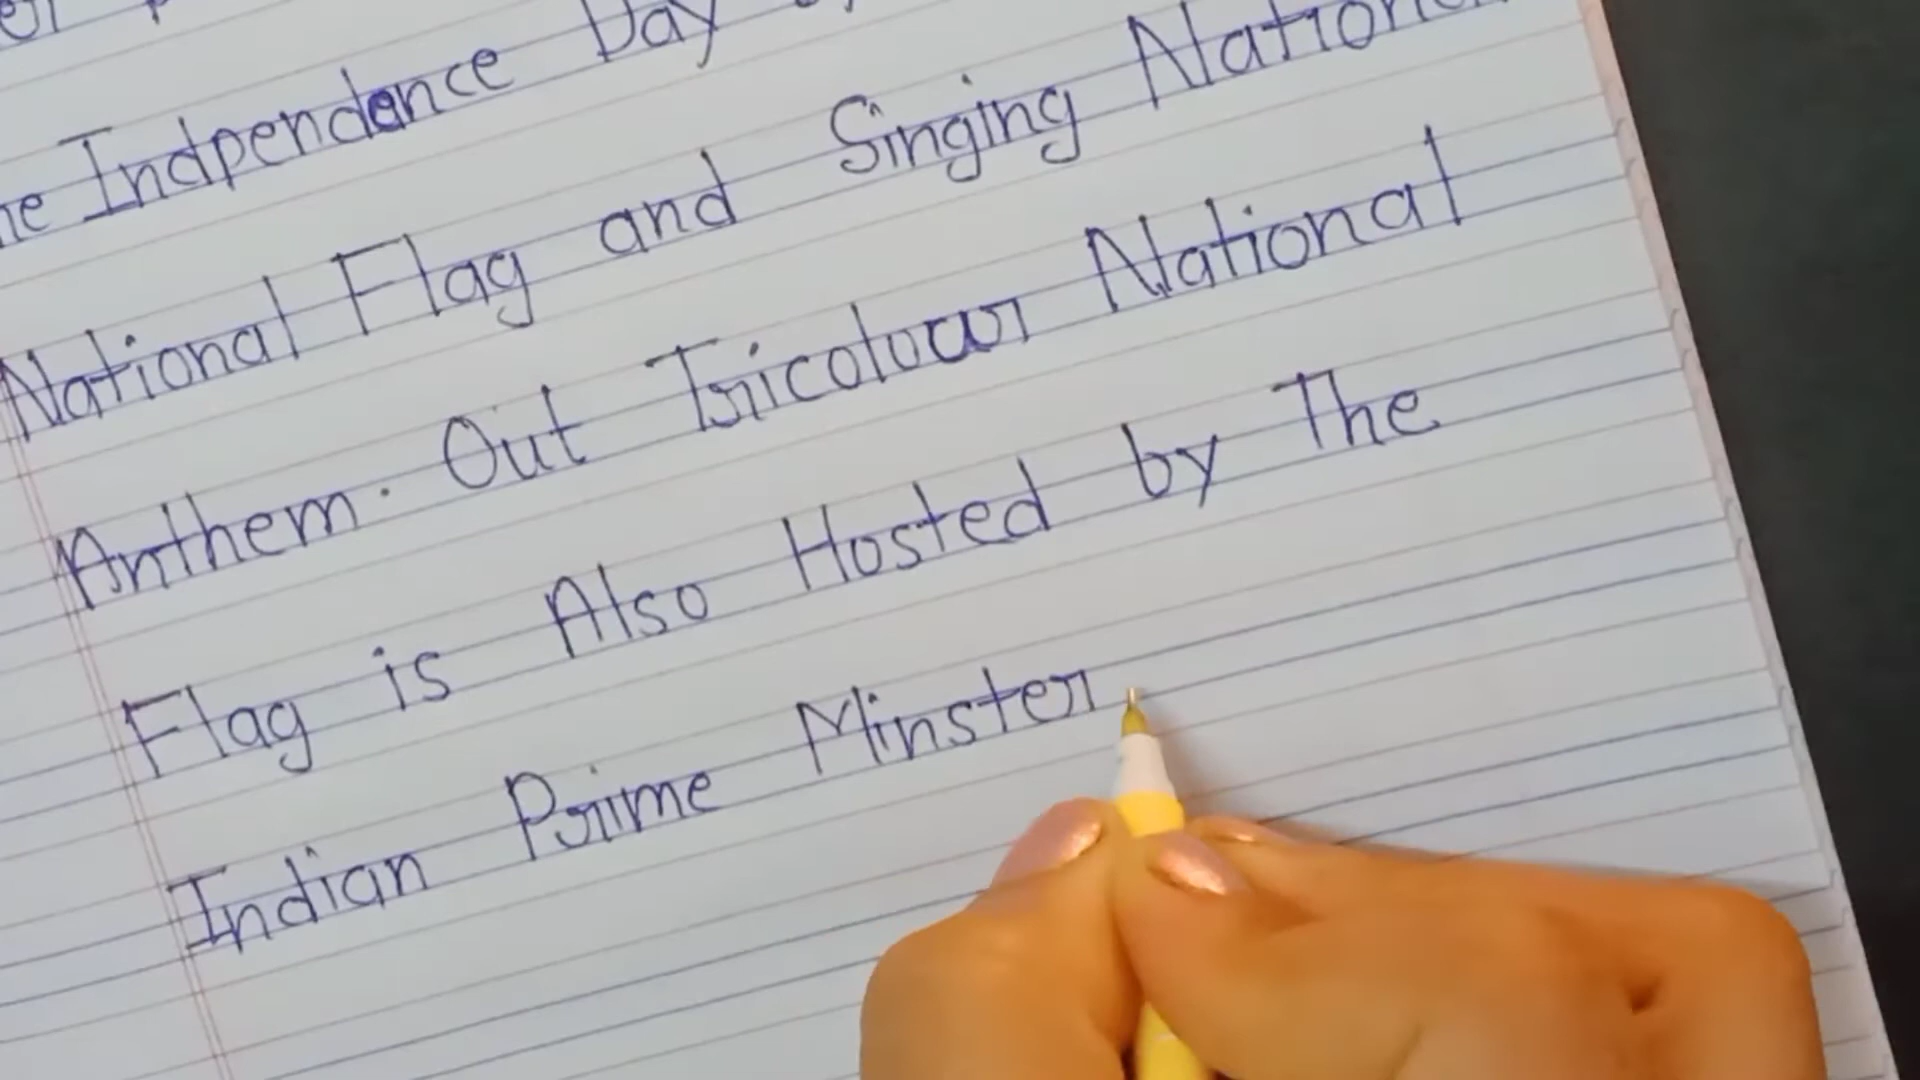 Indpendence Day
National Flag and Singing National
Anthem. Out Tricolour National
Flag is Also Hosted by The
Indian Prime Minster